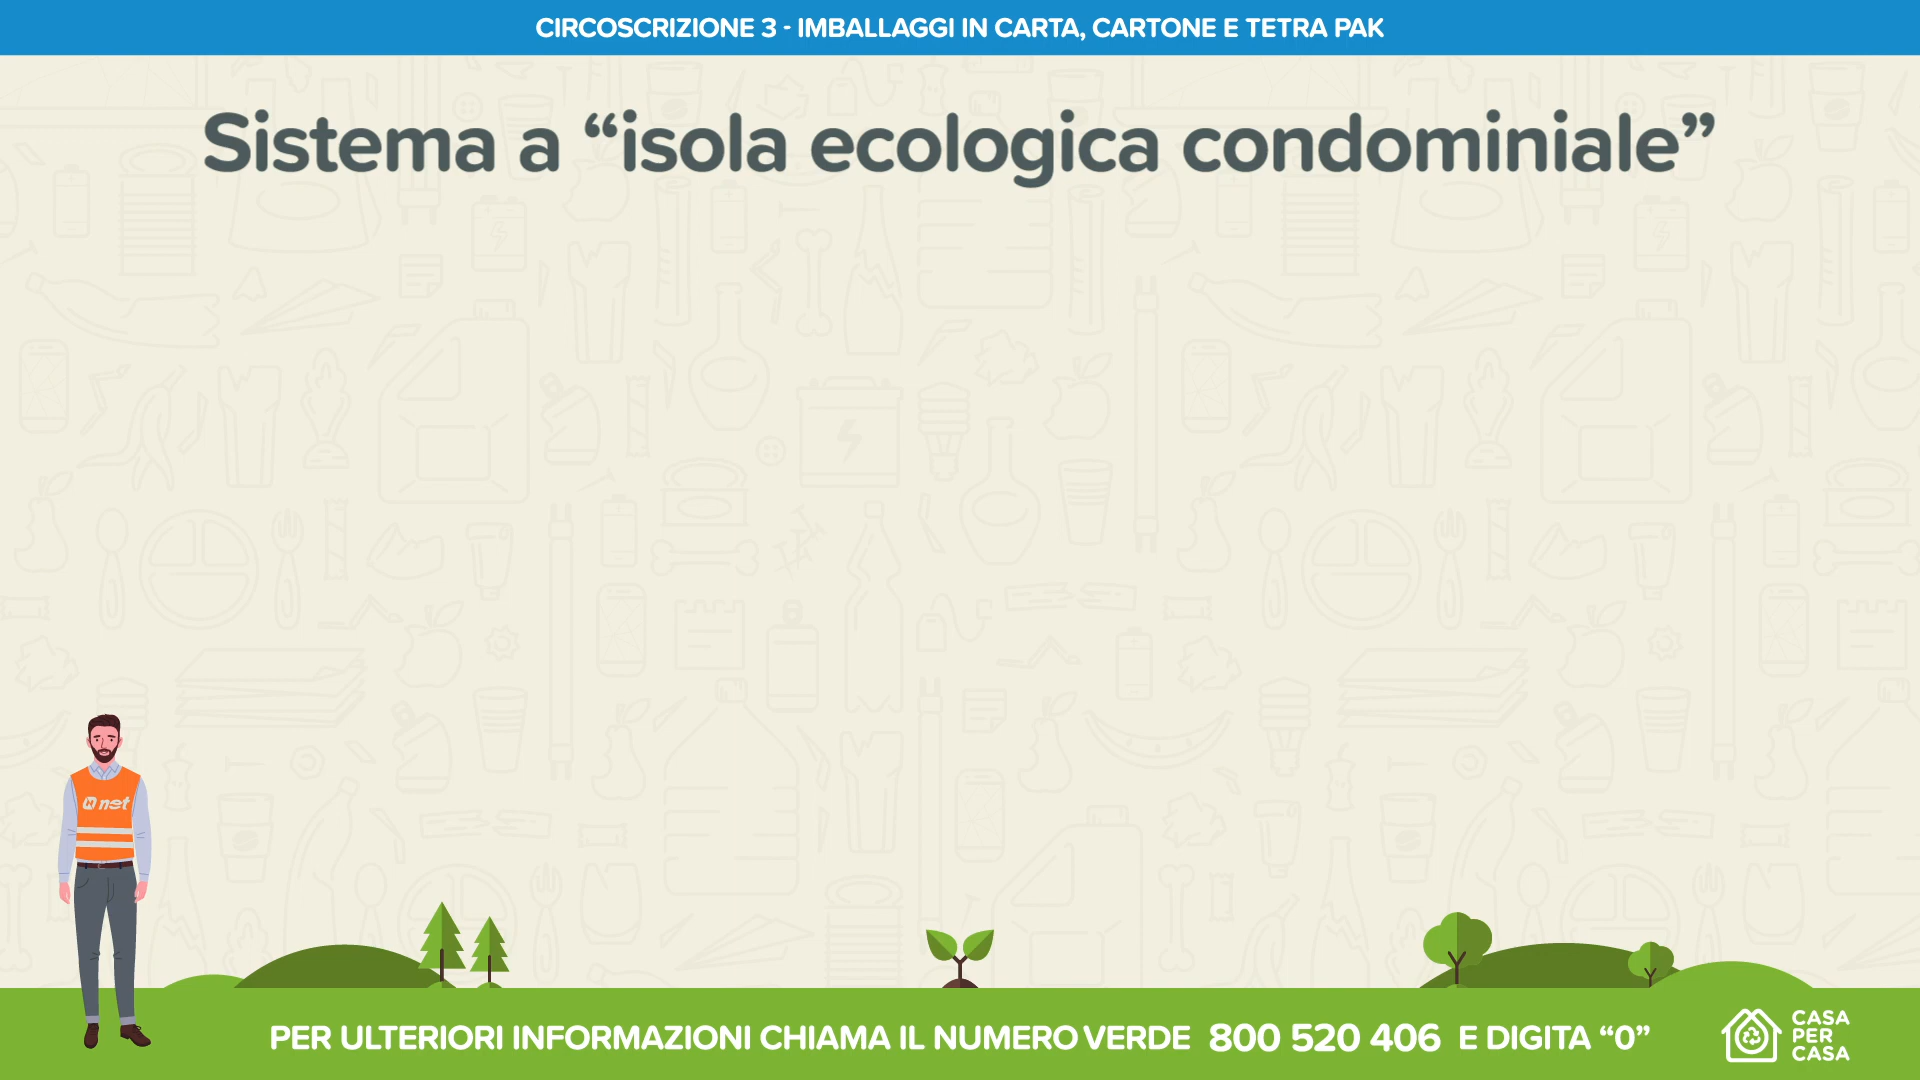 CIRCOSCRIZIONE 3 - IMBALLAGGI IN CARTA, CARTONE E TETRA PAK
Sistema a “isola ecologica condominiale”
net
PER ULTERIORI INFORMAZIONI CHIAMA IL NUMERO VERDE 800 520 406 E DIGITA “0”
CASA
PER
CASA